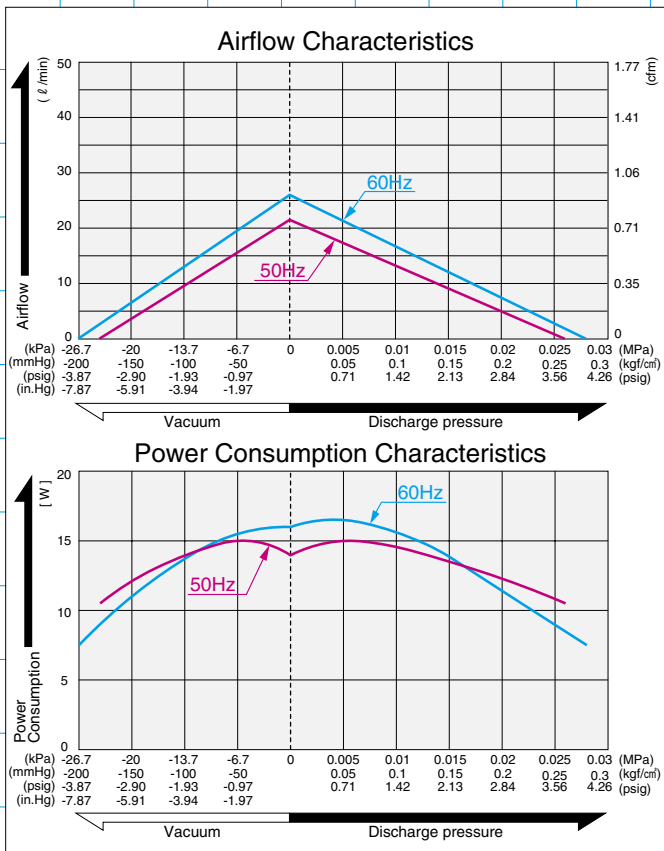 Airflow Characteristics
Airflow
( ℓ/min)
(cfm)
50
40
30
20
10
0
1.77
1.41
1.06
0.71
0.35
0
60Hz
50Hz
(kPa) -26.7 -20 -13.7 -6.7 0 0.005 0.01 0.015 0.02 0.025 0.03 (MPa)
(mmHg) -200 -150 -100 -50 0.05 0.1 0.15 0.2 0.25 0.3 (kgf/㎠)
(psig) -3.87 -2.90 -1.93 -0.97 0.71 1.42 2.13 2.84 3.56 4.26 (psig)
(in.Hg) -7.87 -5.91 -3.94 -1.97
Vacuum Discharge pressure
Power Consumption Characteristics
Power
Consumption
[ W ]
20
15
10
5
0
60Hz
50Hz
(kPa) -26.7 -20 -13.7 -6.7 0 0.005 0.01 0.015 0.02 0.025 0.03 (MPa)
(mmHg) -200 -150 -100 -50 0.05 0.1 0.15 0.2 0.25 0.3 (kgf/㎠)
(psig) -3.87 -2.90 -1.93 -0.97 0.71 1.42 2.13 2.84 3.56 4.26 (psig)
(in.Hg) -7.87 -5.91 -3.94 -1.97
Vacuum Discharge pressure